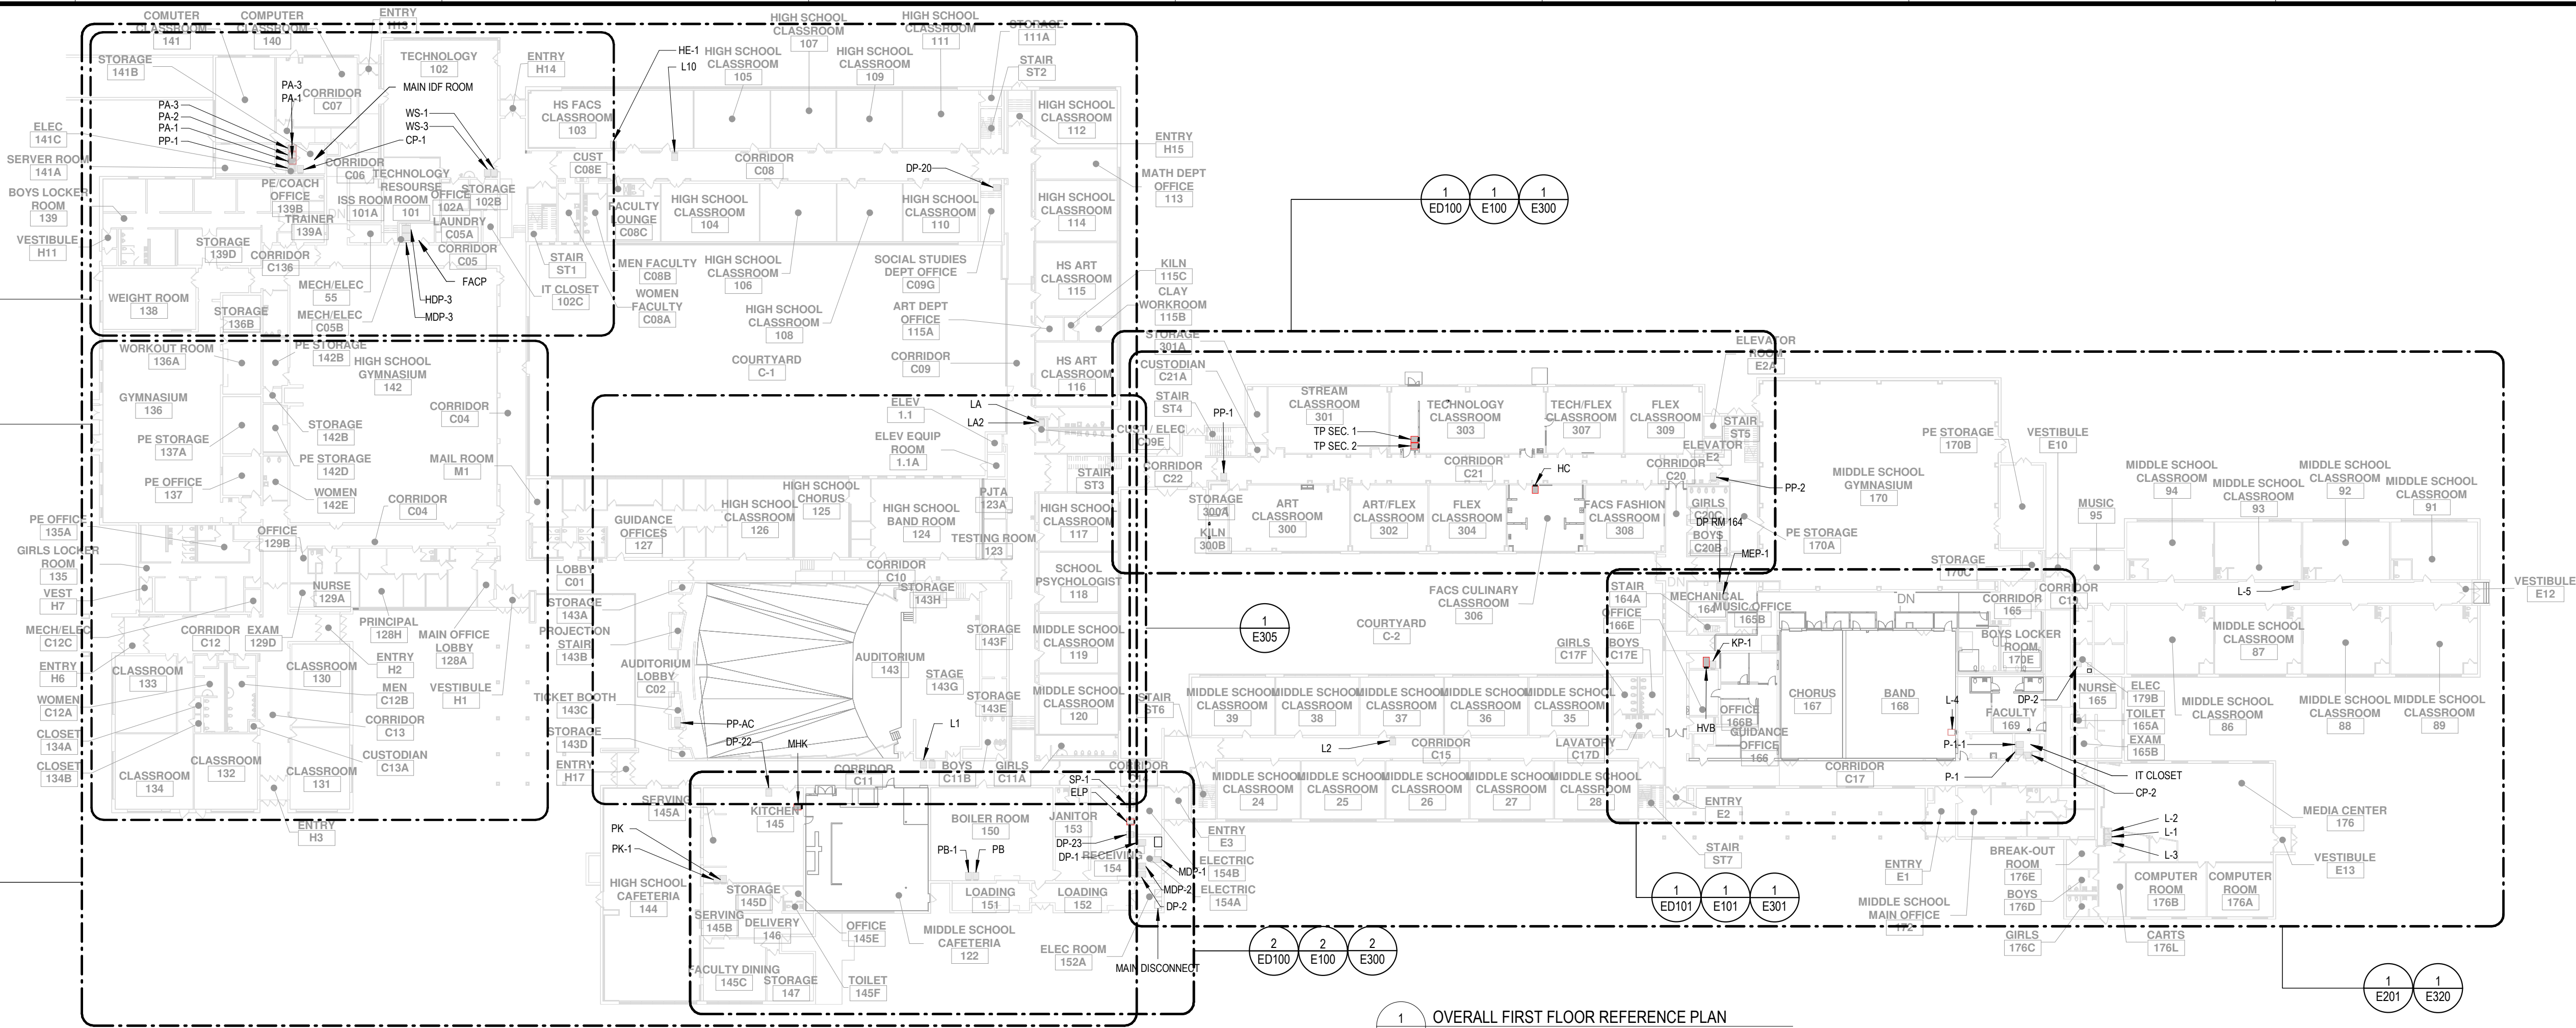 COMUTER
CLASSROOM
141
COMPUTER
CLASSROOM
140
ENTRY
H13
STORAGE
141B
TECHNOLOGY
102
ENTRY
H14
PA-3
PA-1
CORRIDOR
C07
MAIN IDF ROOM
PA-3
PA-2
PA-1
PP-1
WS-1
WS-3
CP-1
ELEC
141C
SERVER ROOM
141A
BOYS LOCKER
ROOM
139
VESTIBULE
H11
CORRIDOR
C06
PE/COACH
OFFICE
139B
TRAINER
139A
ISS ROOM
101A
TECHNOLOGY
RESOURSE
ROOM
101
OFFICE
102A
STORAGE
102B
LAUNDRY
C05A
CORRIDOR
C05
DN
STORAGE
139D
CORRIDOR
C136
MECH/ELEC
55
MECH/ELEC
C05B
FACP
HDP-3
MDP-3
IT CLOSET
102C
WEIGHT ROOM
138
STORAGE
136B
HE-1
L10
HS FACS
CLASSROOM
103
HIGH SCHOOL
CLASSROOM
105
HIGH SCHOOL
CLASSROOM
107
HIGH SCHOOL
CLASSROOM
109
HIGH SCHOOL
CLASSROOM
111
STORAGE
111A
STAIR
ST2
HIGH SCHOOL
CLASSROOM
112
ENTRY
H15
CUST
C08E
CORRIDOR
C08
DP-20
MATH DEPT
OFFICE
113
FACULTY
LOUNGE
C08C
HIGH SCHOOL
CLASSROOM
104
HIGH SCHOOL
CLASSROOM
110
HIGH SCHOOL
CLASSROOM
114
STAIR
ST1
MEN FACULTY
C08B
WOMEN
FACULTY
C08A
HIGH SCHOOL
CLASSROOM
106
HIGH SCHOOL
CLASSROOM
108
SOCIAL STUDIES
DEPT OFFICE
C09G
HS ART
CLASSROOM
115
KILN
115C
CLAY
WORKROOM
115B
ART DEPT
OFFICE
115A
COURTYARD
C-1
CORRIDOR
C09
HS ART
CLASSROOM
116
1
ED100
1
E100
1
E300
WORKOUT ROOM
136A
PE STORAGE
142B
HIGH SCHOOL
GYMNASIUM
142
GYMNASIUM
136
CORRIDOR
C04
STORAGE
142B
PE STORAGE
137A
PE STORAGE
142D
MAIL ROOM
M1
PE OFFICE
137
WOMEN
142E
CORRIDOR
C04
PE OFFICE
135A
OFFICE
129B
GIRLS LOCKER
ROOM
135
VEST
H7
NURSE
129A
MECH/ELEC
C12C
CORRIDOR
C12
EXAM
129D
PRINCIPAL
128H
MAIN OFFICE
LOBBY
128A
ENTRY
H6
CLASSROOM
133
CLASSROOM
130
ENTRY
H2
VESTIBULE
H1
WOMEN
C12A
MEN
C12B
CORRIDOR
C13
CLOSET
134A
CLOSET
134B
CUSTODIAN
C13A
CLASSROOM
134
CLASSROOM
132
CLASSROOM
131
ENTRY
H3
ELEV
1.1
LA
LA2
CUST / ELEC
C09E
ELEV EQUIP
ROOM
1.1A
STAIR
ST3
PJTA
123A
GUIDANCE
OFFICES
127
HIGH SCHOOL
CLASSROOM
126
HIGH SCHOOL
CHORUS
125
HIGH SCHOOL
BAND ROOM
124
TESTING ROOM
123
HIGH SCHOOL
CLASSROOM
117
LOBBY
C01
CORRIDOR
C10
STORAGE
143H
SCHOOL
PSYCHOLOGIST
118
STORAGE
143A
PROJECTION
STAIR
143B
AUDITORIUM
LOBBY
C02
AUDITORIUM
143
STORAGE
143F
MIDDLE SCHOOL
CLASSROOM
119
STAGE
143G
STORAGE
143E
MIDDLE SCHOOL
CLASSROOM
120
TICKET BOOTH
143C
PP-AC
STORAGE
143D
DP-22
MHK
L1
ENTRY
H17
CORRIDOR
C11
BOYS
C11B
GIRLS
C11A
CORRIDOR
C14
SERVING
145A
KITCHEN
145
BOILER ROOM
150
JANITOR
153
SP-1
ELP
DP-23
DP-1
RECEIVING
154
PK
PK-1
PB-1
PB
MDP-1
MDP-2
DP-2
HIGH SCHOOL
CAFETERIA
144
STORAGE
145D
SERVING
145B
DELIVERY
146
LOADING
151
LOADING
152
OFFICE
145E
MIDDLE SCHOOL
CAFETERIA
122
ELEC ROOM
152A
MAIN DISCONNECT
FACULTY DINING
145C
STORAGE
147
TOILET
145F
ENTRY
E3
ELECTRIC
154B
ELECTRIC
154A
STORAGE
301A
CUSTODIAN
C21A
STAIR
ST4
PP-1
STREAM
CLASSROOM
301
TP SEC. 1
TP SEC. 2
TECHNOLOGY
CLASSROOM
303
TECH/FLEX
CLASSROOM
307
FLEX
CLASSROOM
309
ELEVATOR
ROOM
E2A
STAIR
ST5
ELEVATOR
E2
CORRIDOR
C22
CORRIDOR
C21
HC
CORRIDOR
C20
PP-2
STORAGE
300A
KILN
300B
ART
CLASSROOM
300
ART/FLEX
CLASSROOM
302
FLEX
CLASSROOM
304
FACS FASHION
CLASSROOM
308
GIRLS
C20C
DP RM 164
BOYS
C20B
MEP-1
FACS CULINARY
CLASSROOM
306
COURTYARD
C-2
1
E305
PE STORAGE
170B
MIDDLE SCHOOL
GYMNASIUM
170
PE STORAGE
170A
STORAGE
170C
VESTIBULE
E10
MUSIC
95
MIDDLE SCHOOL
CLASSROOM
94
MIDDLE SCHOOL
CLASSROOM
93
MIDDLE SCHOOL
CLASSROOM
92
MIDDLE SCHOOL
CLASSROOM
91
VESTIBULE
E12
L-5
STAIR
164A
DN
MECHANICAL
164
MUSIC OFFICE
165B
DN
CORRIDOR
165
CORRIDOR
OFFICE
166E
KP-1
BOYS LOCKER
ROOM
170E
GIRLS
C17F
BOYS
C17E
HVB
OFFICE
166B
GUIDANCE
OFFICE
166
CHORUS
167
BAND
168
L-4
FACULTY
169
DP-2
NURSE
165
ELEC
179B
TOILET
165A
EXAM
165B
P-1-1
P-1
IT CLOSET
CP-2
CORRIDOR
C17
MIDDLE SCHOOL
CLASSROOM
87
MIDDLE SCHOOL
CLASSROOM
86
MIDDLE SCHOOL
CLASSROOM
88
MIDDLE SCHOOL
CLASSROOM
89
STAIR
ST6
MIDDLE SCHOOL
CLASSROOM
39
MIDDLE SCHOOL
CLASSROOM
38
MIDDLE SCHOOL
CLASSROOM
37
MIDDLE SCHOOL
CLASSROOM
36
MIDDLE SCHOOL
CLASSROOM
35
L2
CORRIDOR
C15
LAVATORY
C17D
MIDDLE SCHOOL
CLASSROOM
24
MIDDLE SCHOOL
CLASSROOM
25
MIDDLE SCHOOL
CLASSROOM
26
MIDDLE SCHOOL
CLASSROOM
27
MIDDLE SCHOOL
CLASSROOM
28
ENTRY
E2
STAIR
ST7
ENTRY
E1
MIDDLE SCHOOL
MAIN OFFICE
172
MEDIA CENTER
176
L-2
L-1
L-3
VESTIBULE
E13
BREAK-OUT
ROOM
176E
BOYS
176D
GIRLS
176C
COMPUTER
ROOM
176B
COMPUTER
ROOM
176A
CARTS
176L
1
ED101
1
E101
1
E301
2
ED100
2
E100
2
E300
1
E201
1
E320
1 OVERALL FIRST FLOOR REFERENCE PLAN